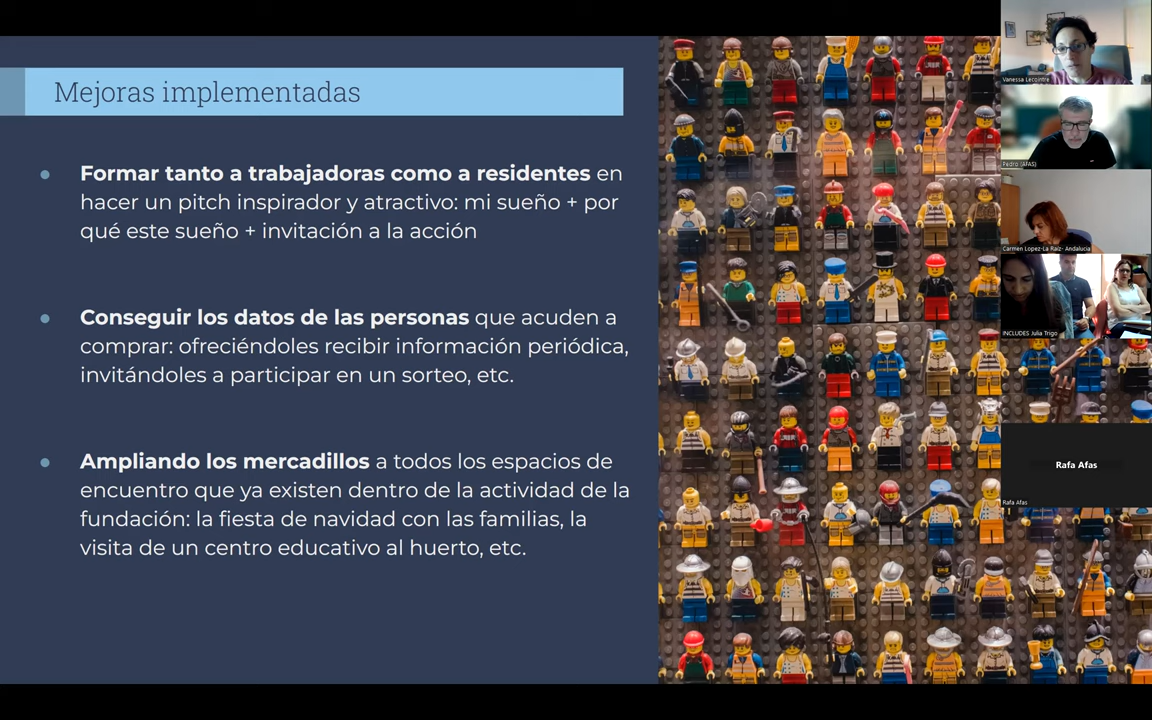 Mejoras implementadas
Formar tanto a trabajadoras como a residentes en
hacer un pitch inspirador y atractivo: mi sueño + por
qué este sueño + invitación a la acción
Conseguir los datos de las personas que acuden a
comprar: ofreciéndoles recibir información periódica,
invitándoles a participar en un sorteo, etc.
Ampliando los mercadillos a todos los espacios de
encuentro que ya existen dentro de la actividad de la
fundación: la fiesta de navidad con las familias, la
visita de un centro educativo al huerto, etc.
Vanessa Lecointre
Pedro (AFAS)
Carmen Lopez-La Raíz- Andalucia
INCLUDES Julia Trigo
Rafa Afas
Rafa Afas